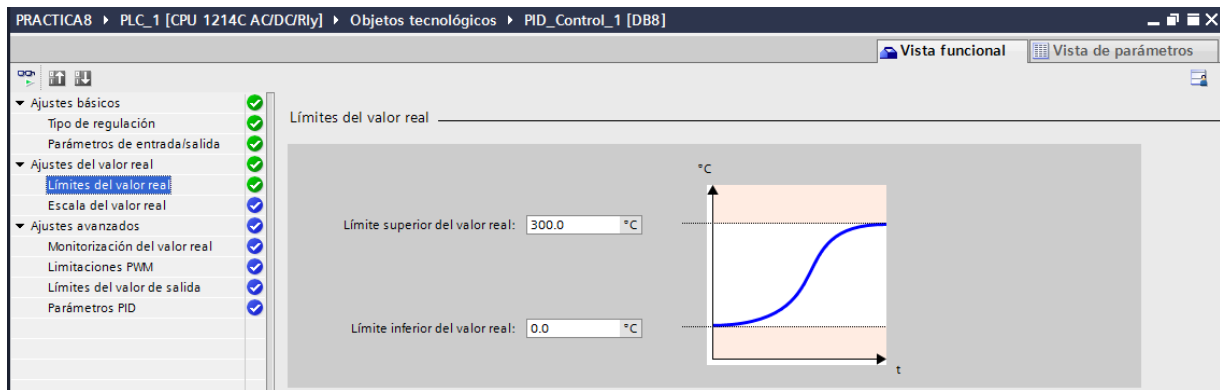 PRACTICA8 ▸ PLC_1 [CPU 1214C AC/DC/Rly] ▸ Objetos tecnológicos ▸ PID_Control_1 [DB8]
Vista funcional
Vista de parámetros
Ajustes básicos
Tipo de regulación
Parámetros de entrada/salida
Ajustes del valor real
Límites del valor real
Escala del valor real
Ajustes avanzados
Monitorización del valor real
Limitaciones PWM
Límites del valor de salida
Parámetros PID
Límites del valor real
°C
Límite superior del valor real: 300.0 °C
Límite inferior del valor real: 0.0 °C
t